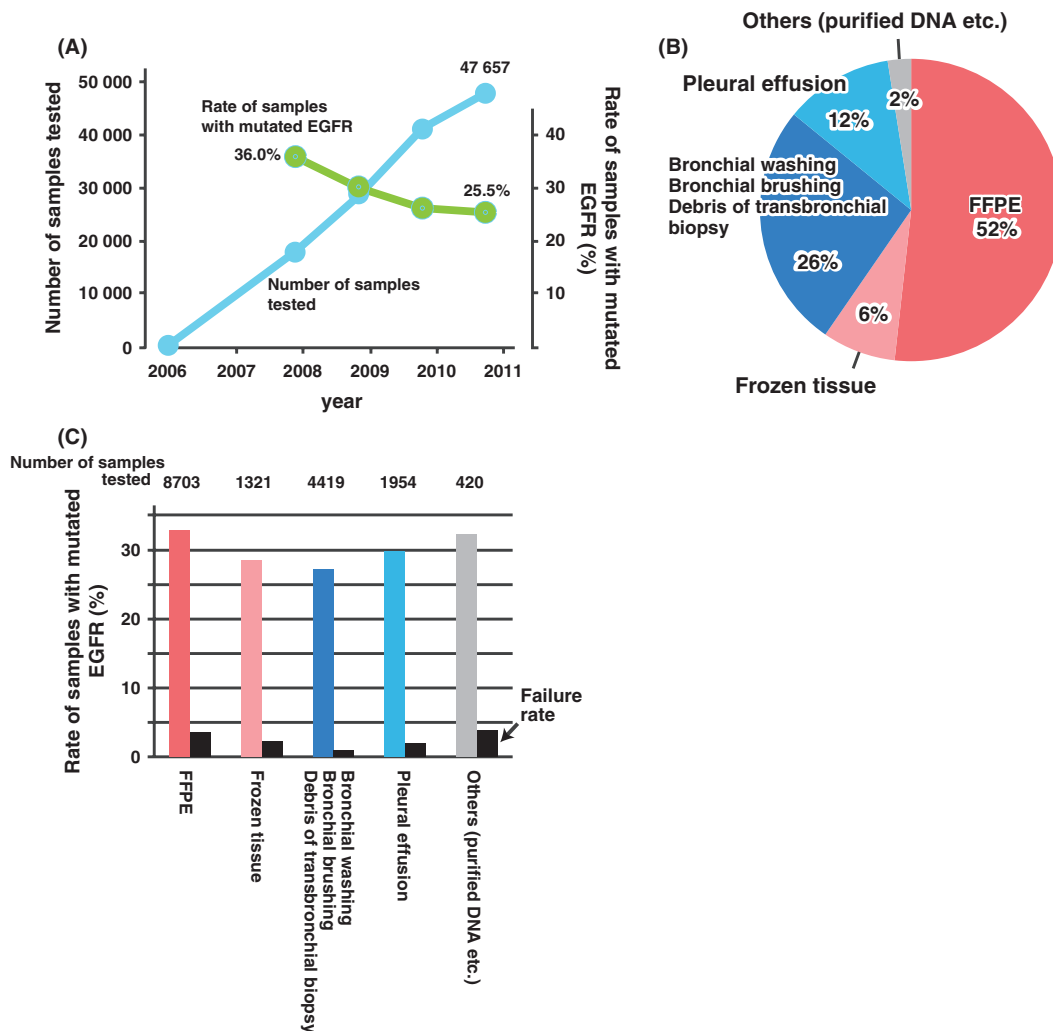 (A)
50 000
40 000
30 000
20 000
10 000
0
Number of samples tested
47 657
Rate of samples
with mutated EGFR
36.0%
25.5%
Number of samples
tested
40
30
20
10
Rate of samples with mutated
EGFR (%)
2006
2007
2008
2009
2010
2011
year
(B)
Others (purified DNA etc.)
2%
Pleural effusion
12%
Bronchial washing
Bronchial brushing
Debris of transbronchial
biopsy
26%
FFPE
52%
6%
Frozen tissue
(C)
Number of samples
tested
8703
1321
4419
1954
420
Rate of samples with mutated
EGFR (%)
30
20
10
0
Failure
rate
FFPE
Frozen tissue
Bronchial washing
Bronchial brushing
Debris of transbronchial biopsy
Pleural effusion
Others (purified DNA etc.)